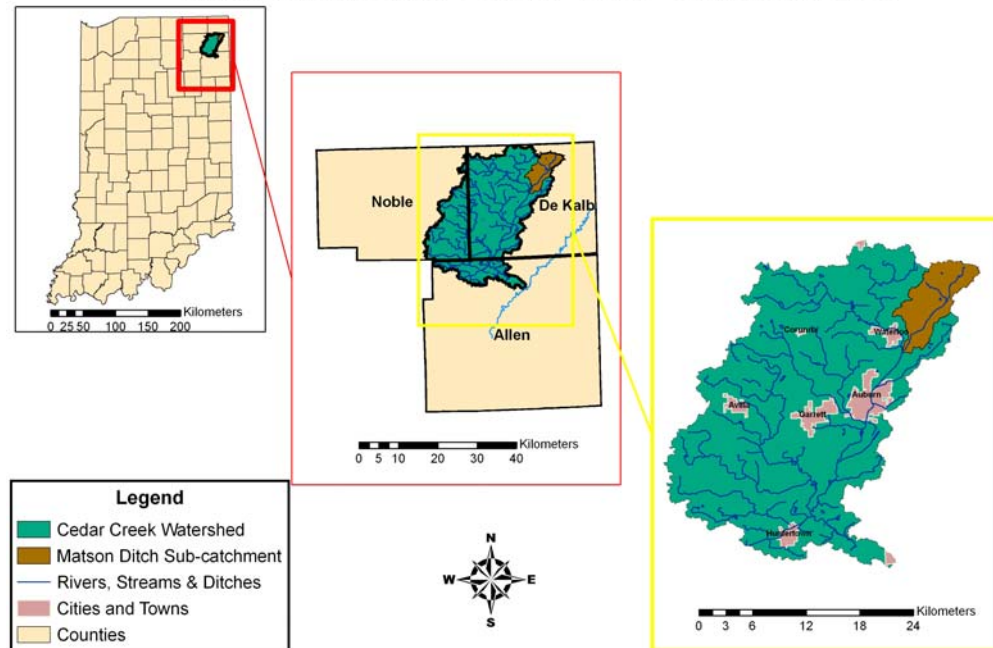 Kilometers
0 25 50 100 150 200
Noble
De Kalb
Allen
Kilometers
0 5 10 20 30 40
Corunna
Waterloo
Auburn
Avilla
Garrett
Huntertown
Kilometers
0 3 6 12 18 24
Legend
Cedar Creek Watershed
Matson Ditch Sub-catchment
Rivers, Streams & Ditches
Cities and Towns
Counties
N
W E
S